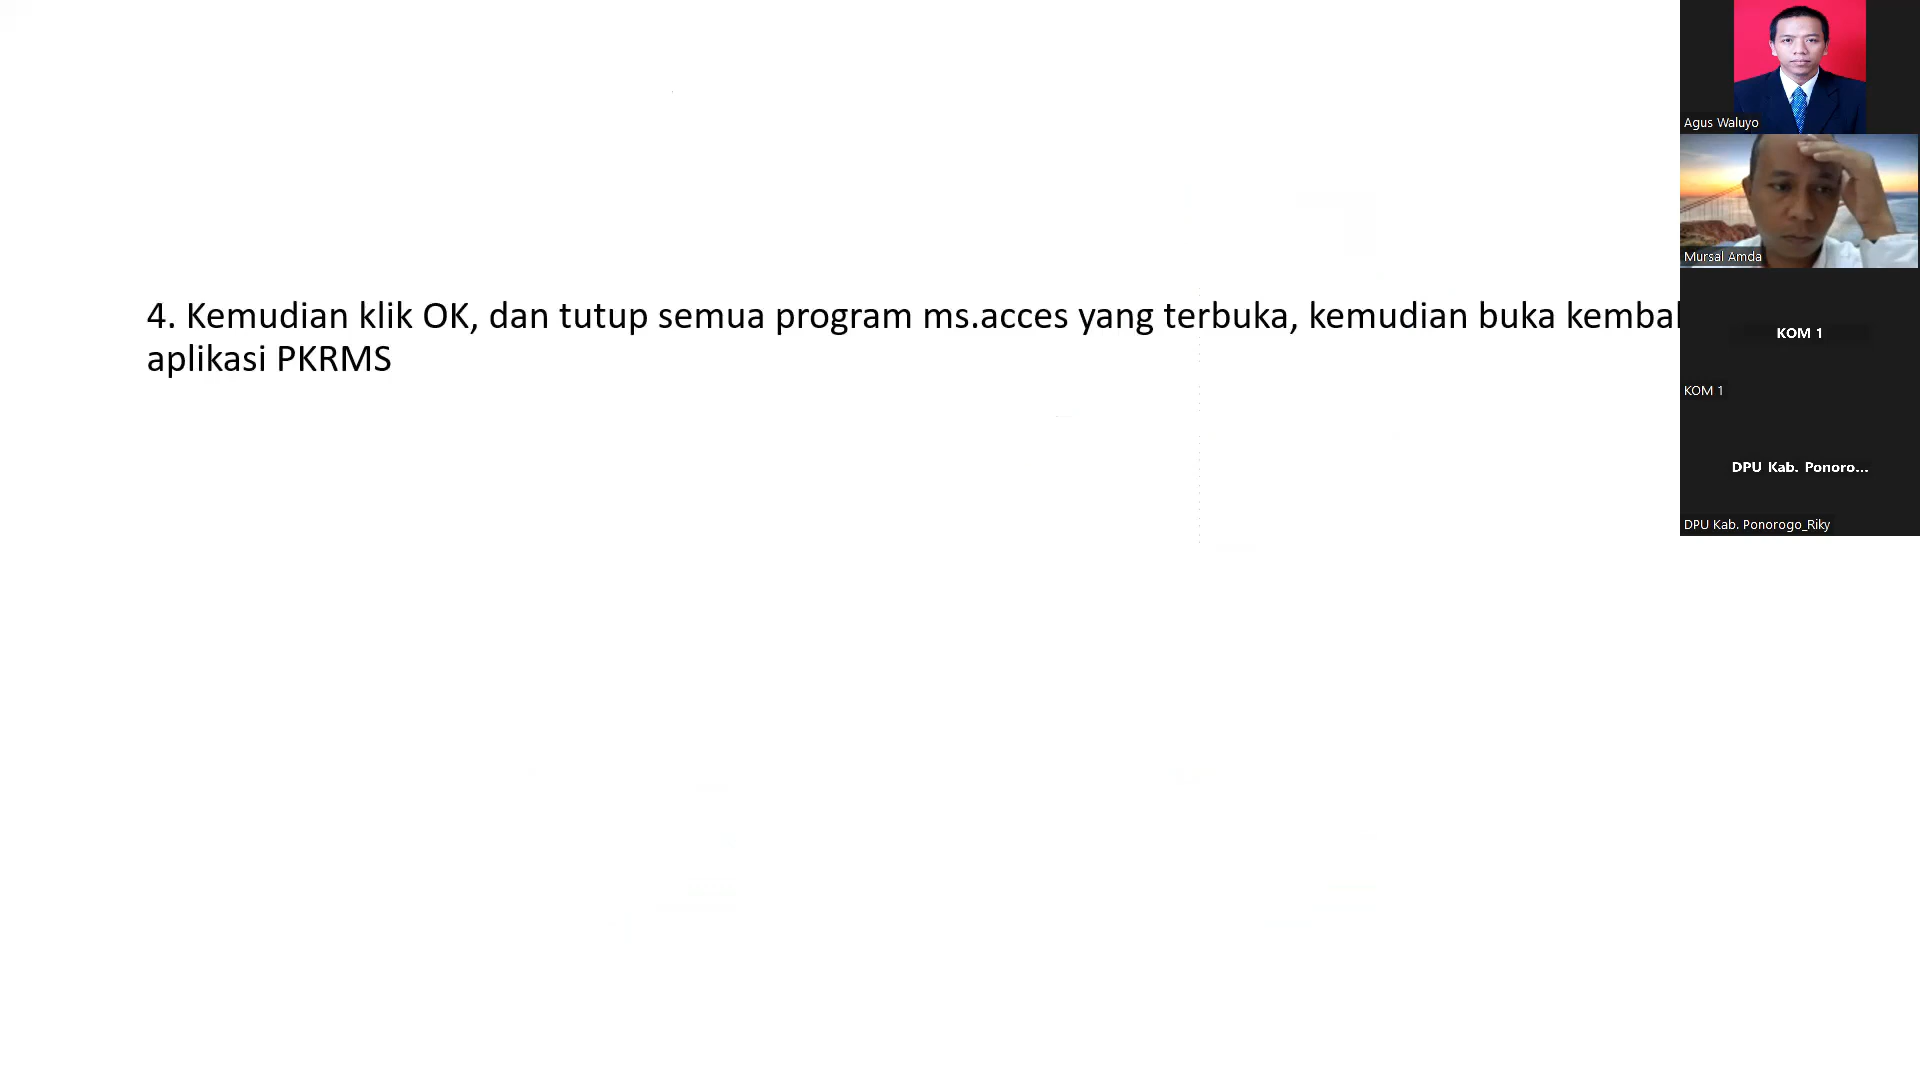 4. Kemudian klik OK, dan tutup semua program ms.acces yang terbuka, kemudian buka
aplikasi PKRMS
Agus Waluyo
Mursal Amda
KOM 1
KOM 1
DPU Kab. Ponoro...
DPU Kab. Ponorogo_Riky